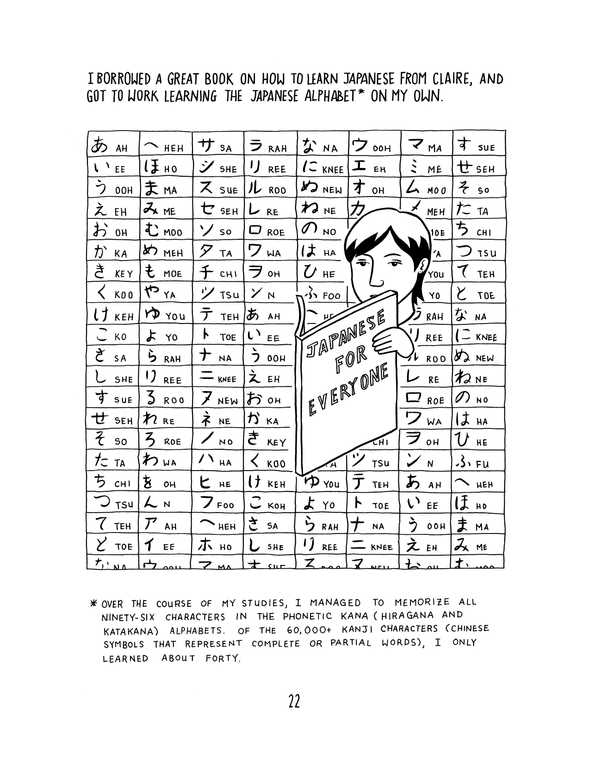 I BORROWED A GREAT BOOK ON HOW TO LEARN JAPANESE FROM CLAIRE, AND
GOT TO WORK LEARNING THE JAPANESE ALPHABET* ON MY OWN.
あ AH へ HEH サ SA ラ RAH な NA ウ OOH マ MA す SUE
い EE ほ HO シ SHE リ REE に KNEE エ EH ミ ME せ SEH
う OOH ま MA ス SUE ル ROO ぬ NEW オ OH ム MOO そ SO
え EH み ME セ SEH レ RE ね NE カ メ MEH た TA
お OH む MOO ソ SO ロ ROE の NO ち CHI
か KA め MEH タ TA ワ WA は HA つ TSU
き KEY も MOE チ CHI ヲ OH ひ HE YOU て TEH
く KOO や YA ツ TSU ン N ふ FOO YO と TOE
け KEH ゆ YOU テ TEH あ AH RAH な NA
こ KO よ YO ト TOE い EE REE に KNEE
さ SA ら RAH ナ NA う OOH ROO ぬ NEW
し SHE り REE ニ KNEE え EH レ RE ね NE
す SUE る ROO ヌ NEW お OH ロ ROE の NO
せ SEH れ RE ネ NE か KA ワ WA は HA
そ SO ろ ROE ノ NO き KEY CHI ヲ OH ひ HE
た TA わ WA ハ HA く KOO ツ TSU ン N ふ FU
ち CHI を OH ヒ HE け KEH ゆ YOU テ TEH あ AH へ HEH
つ TSU ん N フ FOO こ KOH よ YO ト TOE い EE ほ HO
て TEH ア AH ヘ HEH さ SA ら RAH ナ NA う OOH ま MA
と TOE イ EE ホ HO し SHE り REE ニ KNEE え EH み ME
な NA ウ OOH マ MA す SUE
JAPANESE
FOR
EVERYONE
* OVER THE COURSE OF MY STUDIES, I MANAGED TO MEMORIZE ALL
NINETY-SIX CHARACTERS IN THE PHONETIC KANA (HIRAGANA AND
KATAKANA) ALPHABETS. OF THE 60,000+ KANJI CHARACTERS (CHINESE
SYMBOLS THAT REPRESENT COMPLETE OR PARTIAL WORDS), I ONLY
LEARNED ABOUT FORTY.
22